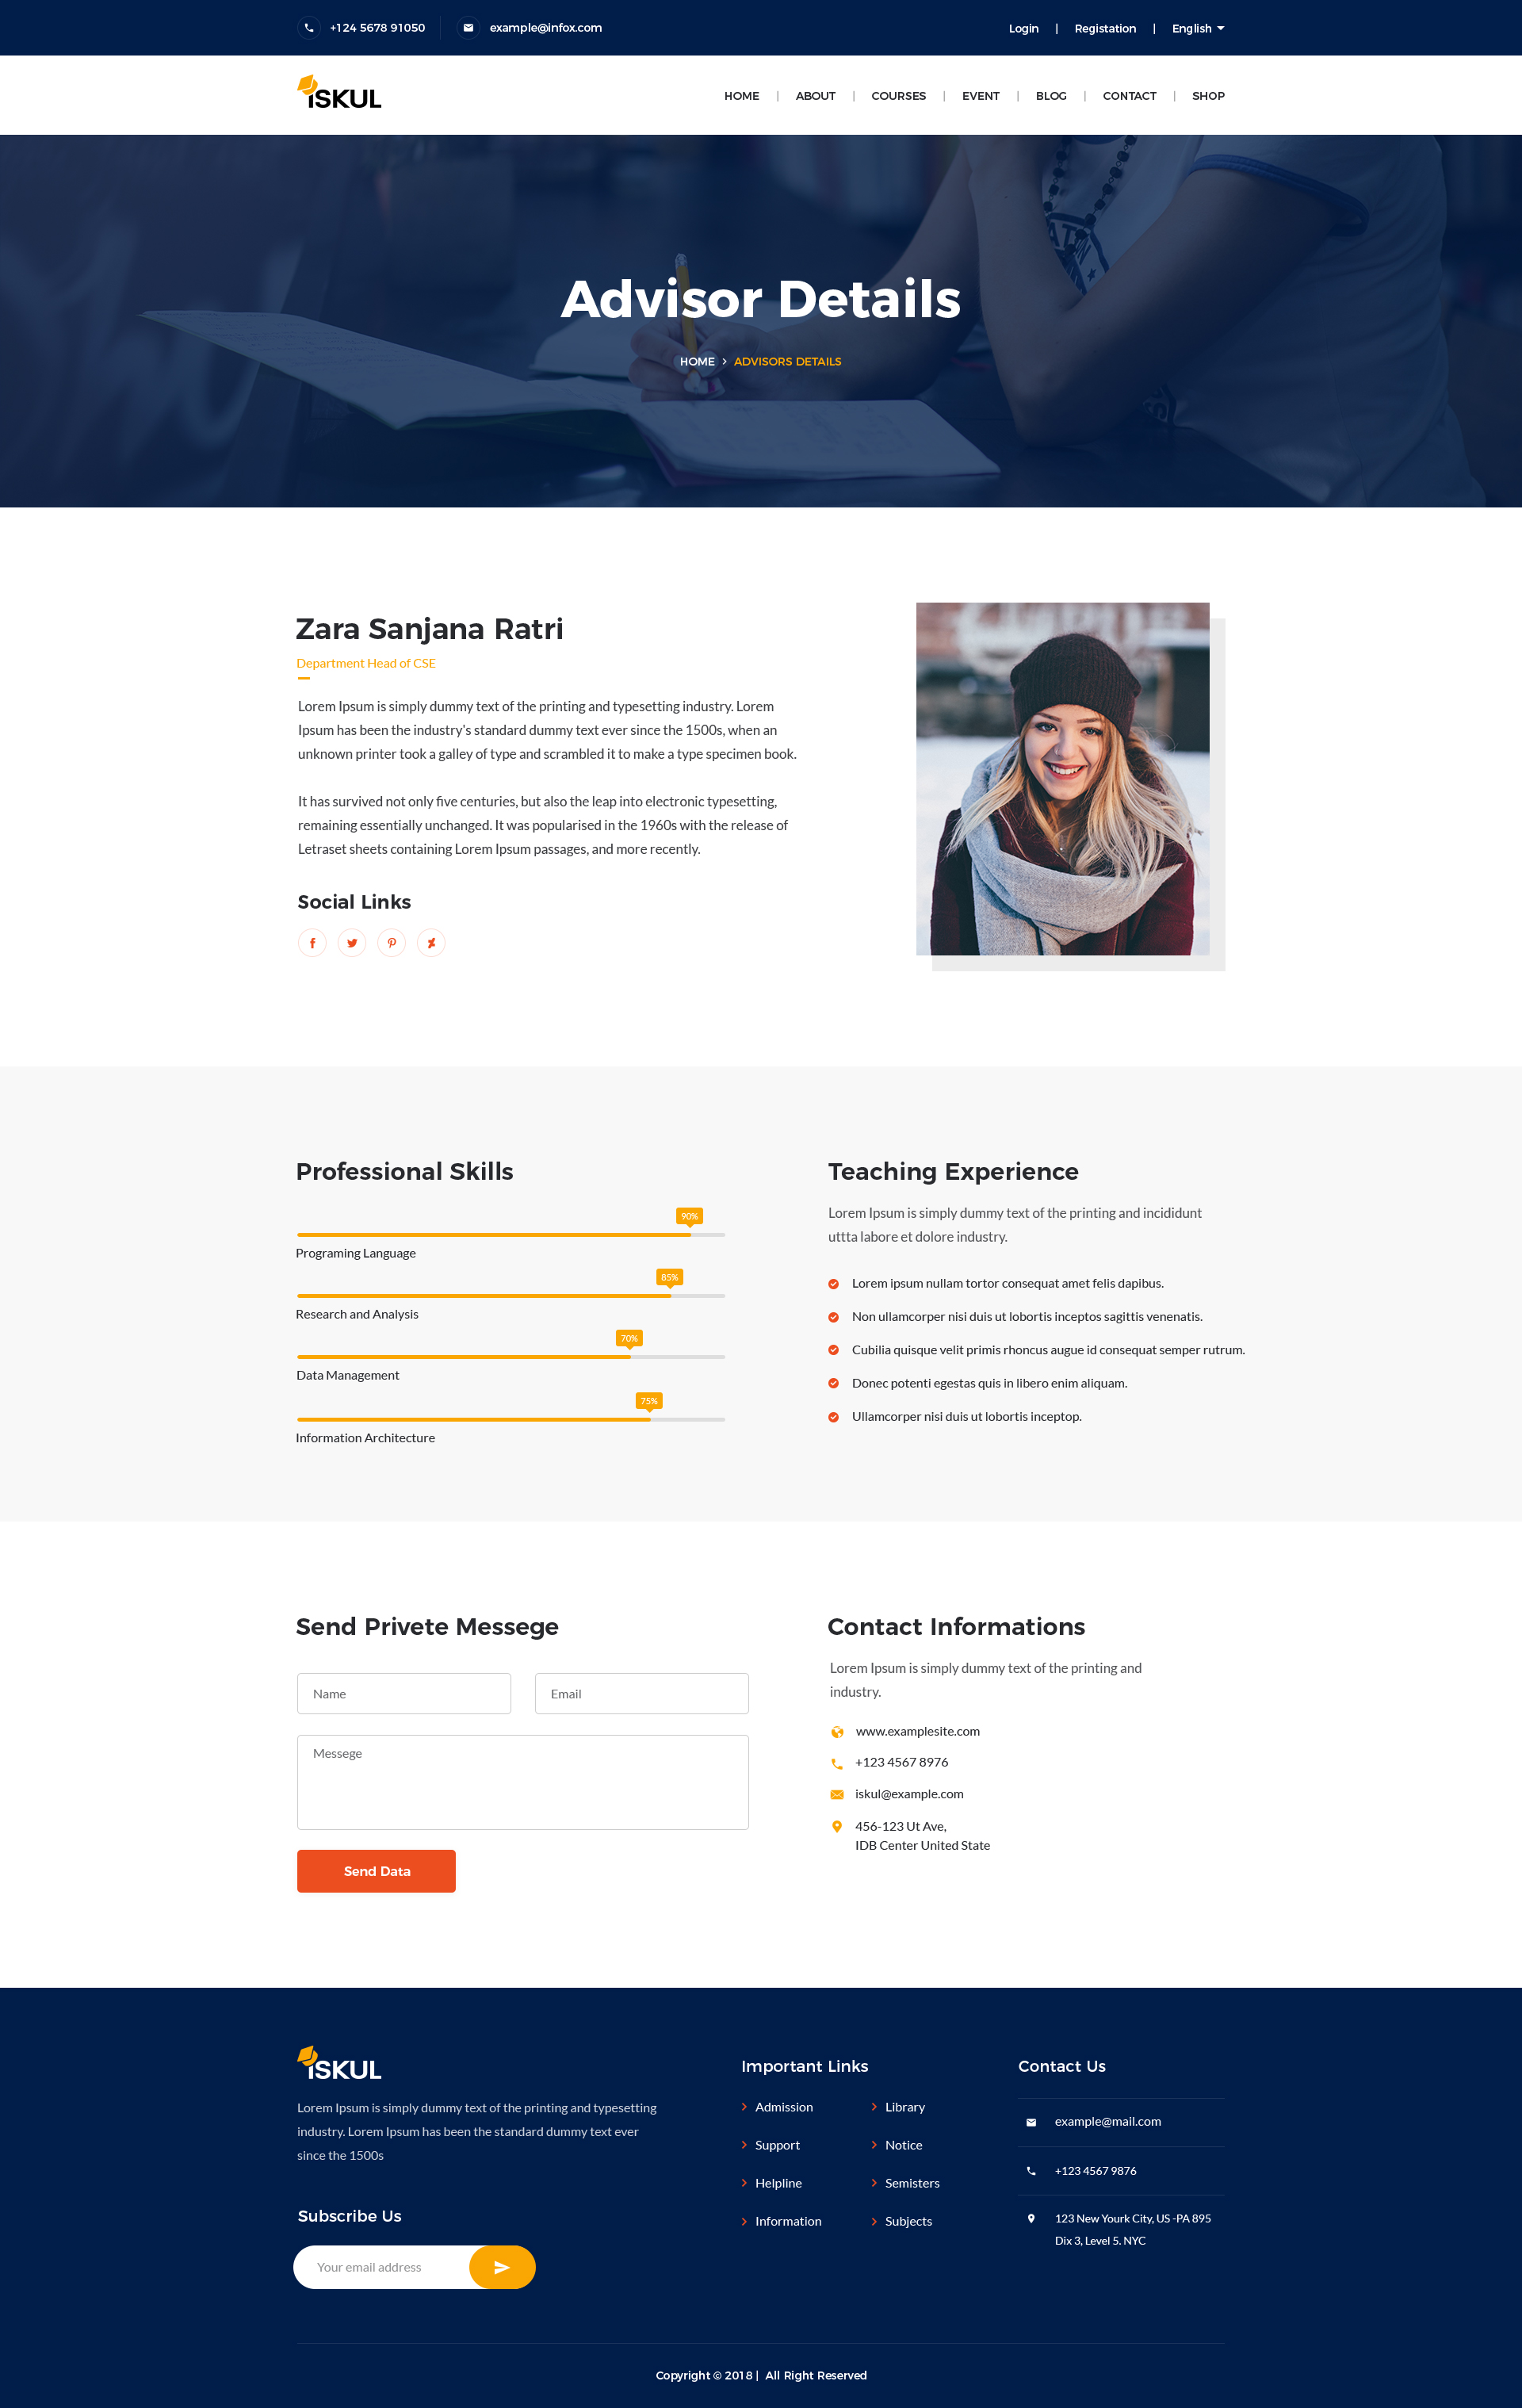 +124 5678 91050
example@infox.com
Login | Registation | English
ISKUL
HOME | ABOUT | COURSES | EVENT | BLOG | CONTACT | SHOP
Advisor Details
HOME > ADVISORS DETAILS
Zara Sanjana Ratri
Department Head of CSE
Lorem Ipsum is simply dummy text of the printing and typesetting industry. Lorem
Ipsum has been the industry's standard dummy text ever since the 1500s, when an
unknown printer took a galley of type and scrambled it to make a type specimen book.
It has survived not only five centuries, but also the leap into electronic typesetting,
remaining essentially unchanged. It was popularised in the 1960s with the release of
Letraset sheets containing Lorem Ipsum passages, and more recently.
Social Links
Professional Skills
90%
Programing Language
85%
Research and Analysis
70%
Data Management
75%
Information Architecture
Teaching Experience
Lorem Ipsum is simply dummy text of the printing and incididunt
uttta labore et dolore industry.
Lorem ipsum nullam tortor consequat amet felis dapibus.
Non ullamcorper nisi duis ut lobortis inceptos sagittis venenatis.
Cubilia quisque velit primis rhoncus augue id consequat semper rutrum.
Donec potenti egestas quis in libero enim aliquam.
Ullamcorper nisi duis ut lobortis inceptop.
Send Privete Messege
Name
Email
Messege
Send Data
Contact Informations
Lorem Ipsum is simply dummy text of the printing and
industry.
www.examplesite.com
+123 4567 8976
iskul@example.com
456-123 Ut Ave,
IDB Center United State
ISKUL
Lorem Ipsum is simply dummy text of the printing and typesetting
industry. Lorem Ipsum has been the standard dummy text ever
since the 1500s
Subscribe Us
Your email address
Important Links
Admission
Library
Support
Notice
Helpline
Semisters
Information
Subjects
Contact Us
example@mail.com
+123 4567 9876
123 New Yourk City, US -PA 895
Dix 3, Level 5. NYC
Copyright © 2018 | All Right Reserved